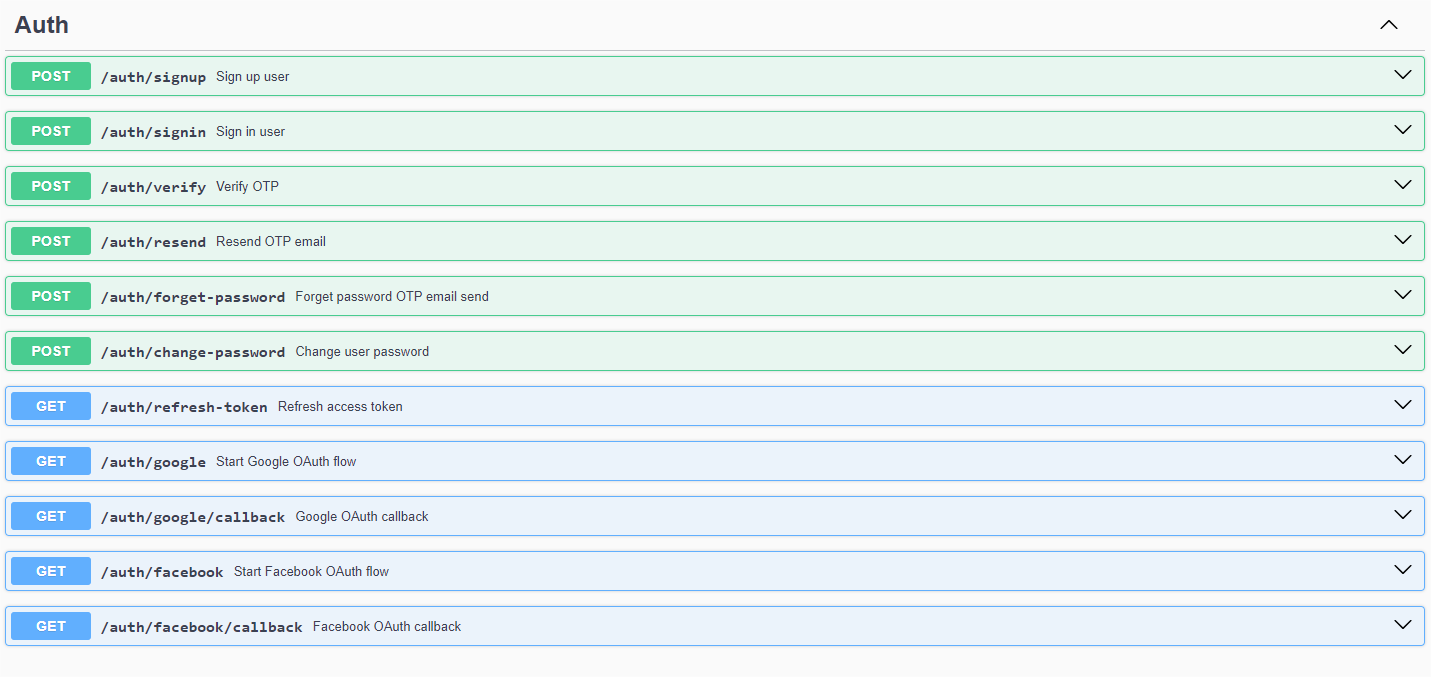 Auth
POST /auth/signup Sign up user
POST /auth/signin Sign in user
POST /auth/verify Verify OTP
POST /auth/resend Resend OTP email
POST /auth/forget-password Forget password OTP email send
POST /auth/change-password Change user password
GET /auth/refresh-token Refresh access token
GET /auth/google Start Google OAuth flow
GET /auth/google/callback Google OAuth callback
GET /auth/facebook Start Facebook OAuth flow
GET /auth/facebook/callback Facebook OAuth callback